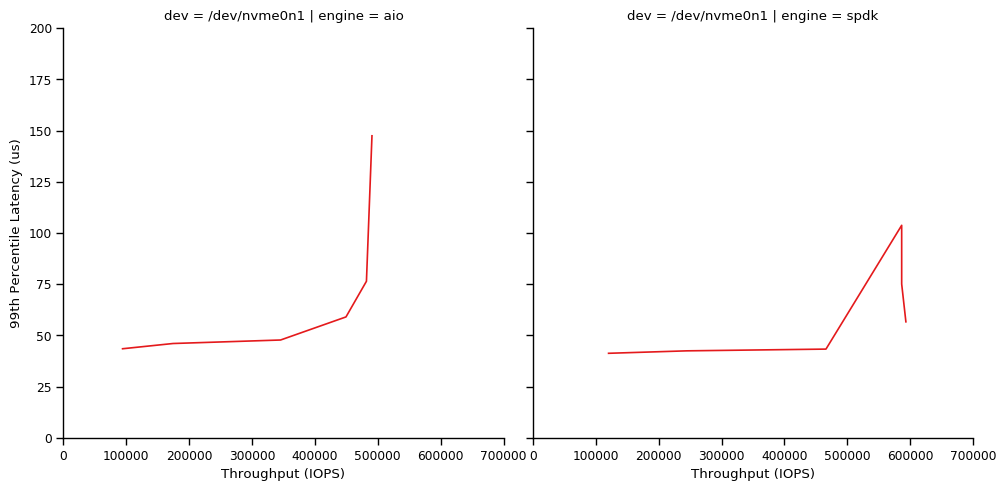 dev = /dev/nvme0n1 | engine = aio
dev = /dev/nvme0n1 | engine = spdk
99th Percentile Latency (us)
200
175
150
125
100
75
50
25
0
0 100000 200000 300000 400000 500000 600000 700000
0 100000 200000 300000 400000 500000 600000 700000
Throughput (IOPS)
Throughput (IOPS)